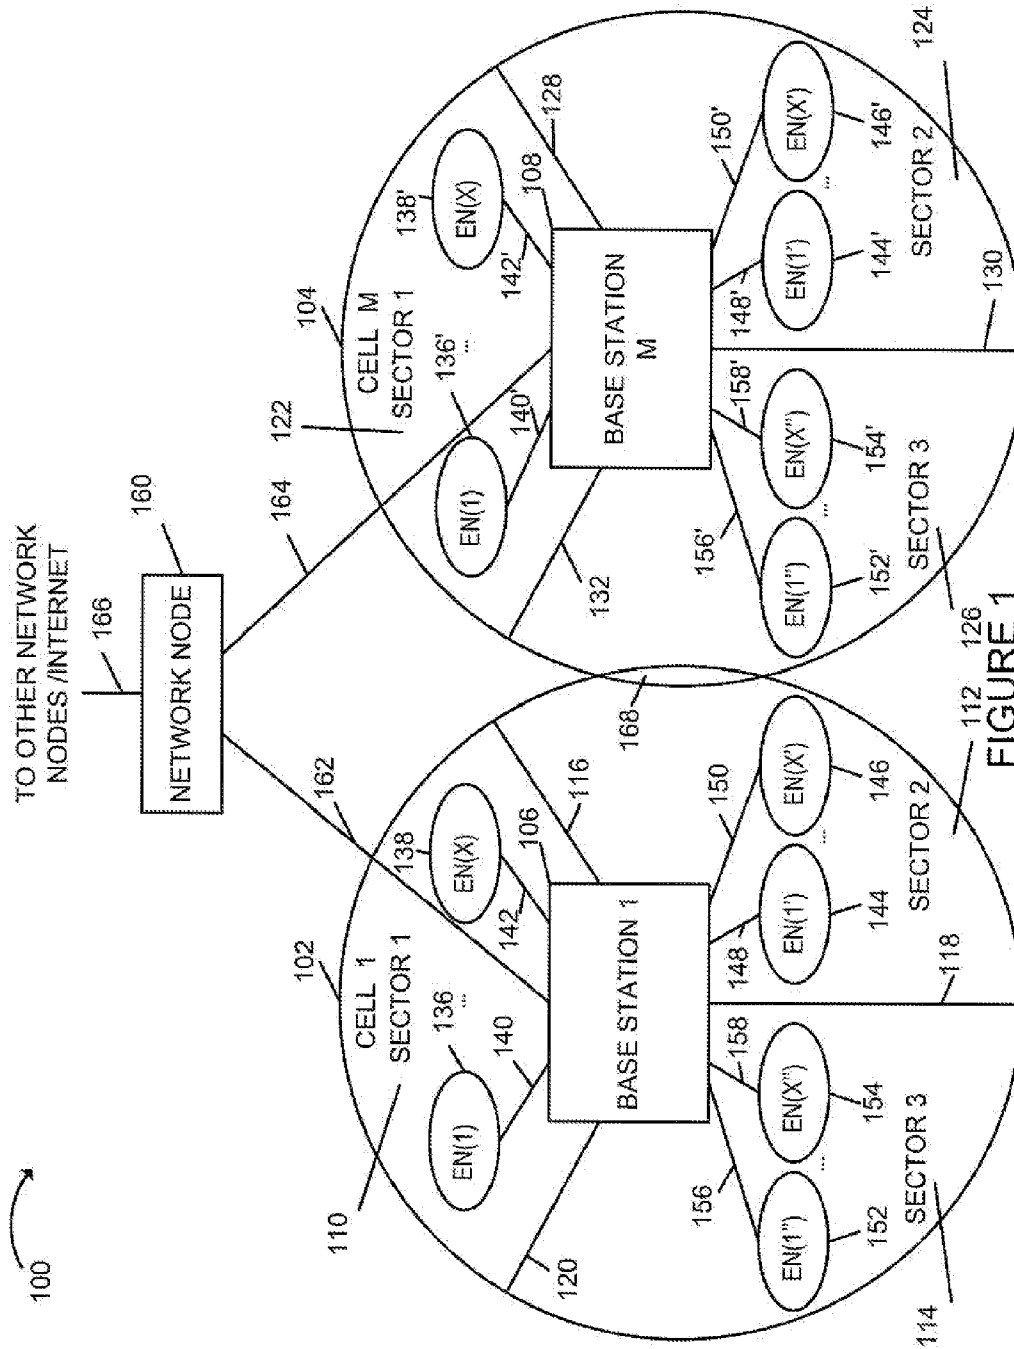 100
TO OTHER NETWORK
NODES /INTERNET
166
160
NETWORK NODE
162
164
102
CELL 1
SECTOR 1
110
136
...
138
EN(1)
EN(X)
140
142
106
116
120
BASE STATION 1
168
156
158
148
150
EN(1'')
...
EN(X'')
EN(1')
...
EN(X')
152
154
144
146
SECTOR 3
SECTOR 2
114
118
112
104
CELL M
SECTOR 1
122
136'
...
138'
EN(1)
EN(X)
140'
142'
108
128
132
BASE STATION
M
156'
158'
148'
150'
EN(1'')
...
EN(X'')
EN(1')
...
EN(X')
152'
154'
144'
146'
SECTOR 3
SECTOR 2
126
130
124
FIGURE 1